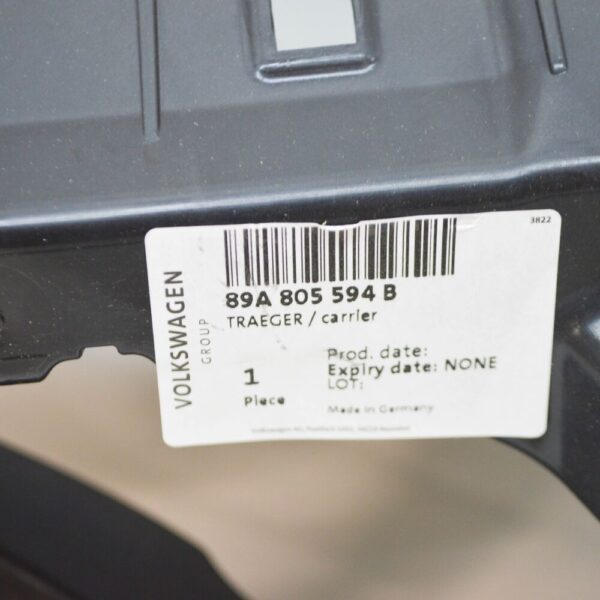 3822
VOLKSWAGEN
GROUP
89A 805 594 B
TRAEGER / carrier
1
Piece
Prod. date:
Expiry date: NONE
LOT:
Made in Germany